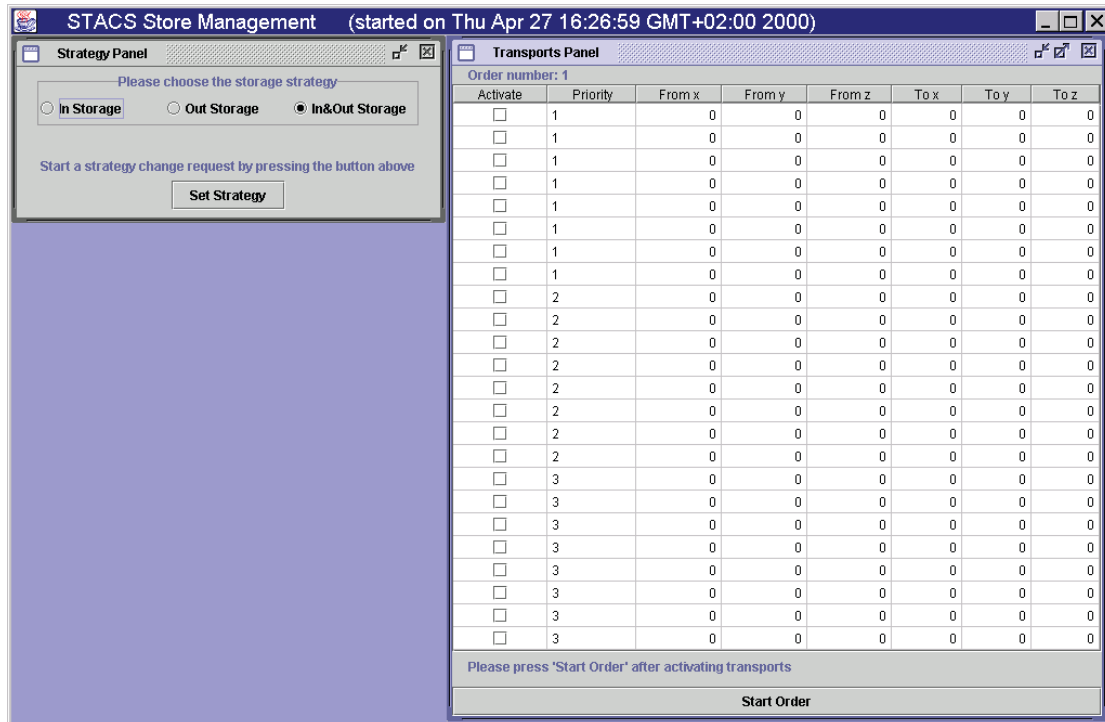 STACS Store Management (started on Thu Apr 27 16:26:59 GMT+02:00 2000)
Strategy Panel
Please choose the storage strategy
In Storage Out Storage In&Out Storage
Start a strategy change request by pressing the button above
Set Strategy
Transports Panel
Order number: 1
Activate Priority From x From y From z To x To y To z
1 0 0 0 0 0 0
1 0 0 0 0 0 0
1 0 0 0 0 0 0
1 0 0 0 0 0 0
1 0 0 0 0 0 0
1 0 0 0 0 0 0
1 0 0 0 0 0 0
1 0 0 0 0 0 0
2 0 0 0 0 0 0
2 0 0 0 0 0 0
2 0 0 0 0 0 0
2 0 0 0 0 0 0
2 0 0 0 0 0 0
2 0 0 0 0 0 0
2 0 0 0 0 0 0
2 0 0 0 0 0 0
3 0 0 0 0 0 0
3 0 0 0 0 0 0
3 0 0 0 0 0 0
3 0 0 0 0 0 0
3 0 0 0 0 0 0
3 0 0 0 0 0 0
3 0 0 0 0 0 0
3 0 0 0 0 0 0
Please press 'Start Order' after activating transports
Start Order